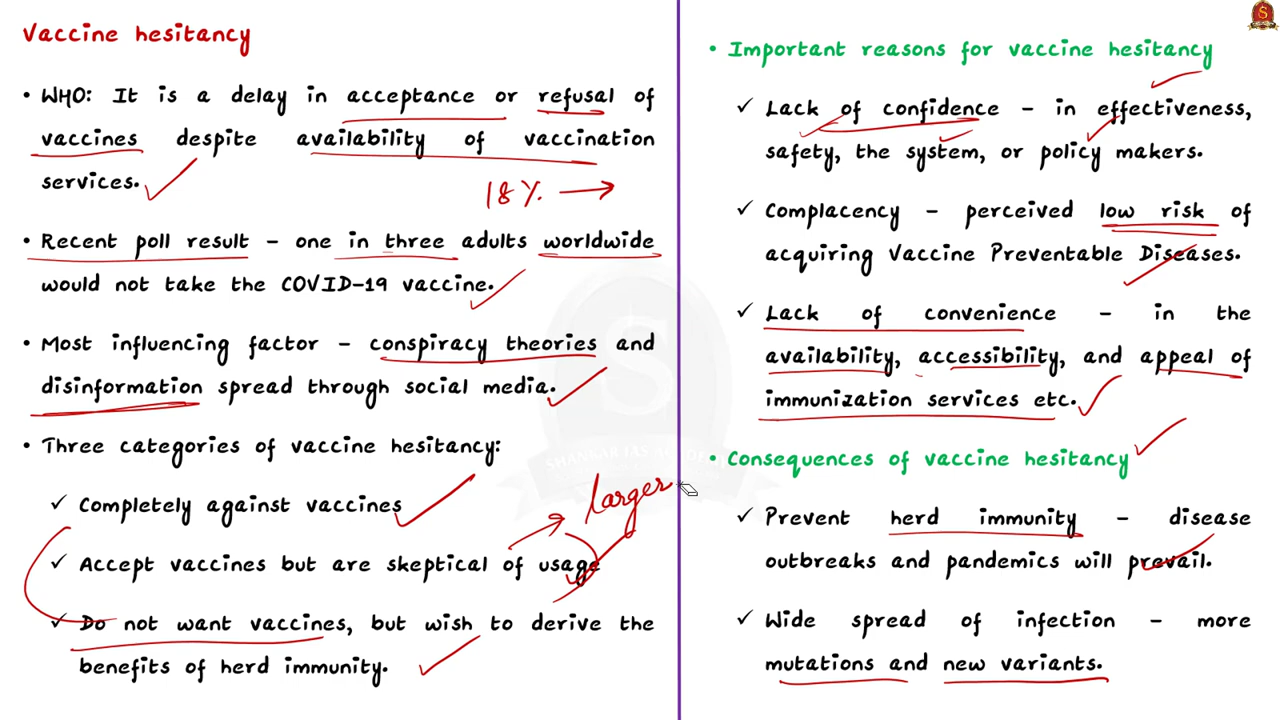 Vaccine hesitancy
• WHO: It is a delay in acceptance or refusal of
vaccines despite availability of vaccination
services.
18% →
• Recent poll result - one in three adults worldwide
would not take the COVID-19 vaccine.
• Most influencing factor - conspiracy theories and
disinformation spread through social media.
• Three categories of vaccine hesitancy:
✓ Completely against vaccines
larger
✓ Accept vaccines but are skeptical of usage
✓ Do not want vaccines, but wish to derive the
benefits of herd immunity.
• Important reasons for vaccine hesitancy
✓ Lack of confidence - in effectiveness,
safety, the system, or policy makers.
✓ Complacency - perceived low risk of
acquiring Vaccine Preventable Diseases.
✓ Lack of convenience - in the
availability, accessibility, and appeal of
immunization services etc.
• Consequences of vaccine hesitancy
✓ Prevent herd immunity - disease
outbreaks and pandemics will prevail.
✓ Wide spread of infection - more
mutations and new variants.
S
SHANKAR IAS ACADEMY